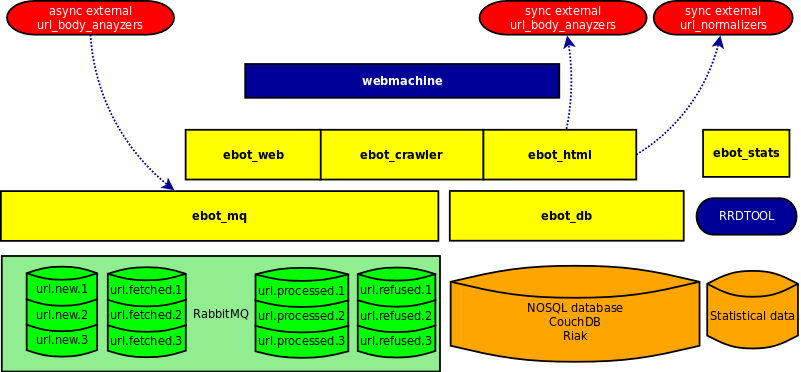 async external
url_body_anayzers
sync external
url_body_anayzers
sync external
url_normalizers
webmachine
ebot_web
ebot_crawler
ebot_html
ebot_stats
ebot_mq
ebot_db
RRDTOOL
url.new.1
url.new.2
url.new.3
url.fetched.1
url.fetched.2
url.fetched.3
RabbitMQ
url.processed.1
url.processed.2
url.processed.3
url.refused.1
url.refused.2
url.refused.3
NOSQL database
CouchDB
Riak
Statistical data